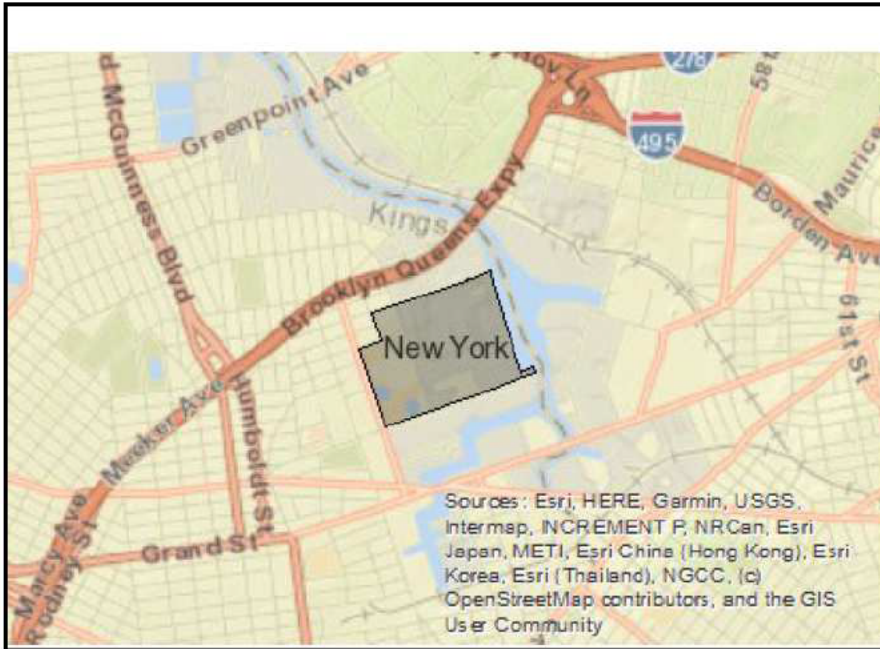 278
58t
495
Greenpoint Ave
d McGuinness Blvd
Maurice
Kings
Brooklyn Queens Expy
Borden Ave
61st St
New York
Meeker Ave
Humboldt St
Marcy Ave
Rodney St
Grand St
Sources: Esri, HERE, Garmin, USGS,
Intermap, INCREMENT P, NRCan, Esri
Japan, METI, Esri China (Hong Kong), Esri
Korea, Esri (Thailand), NGCC, (c)
OpenStreetMap contributors, and the GIS
User Community